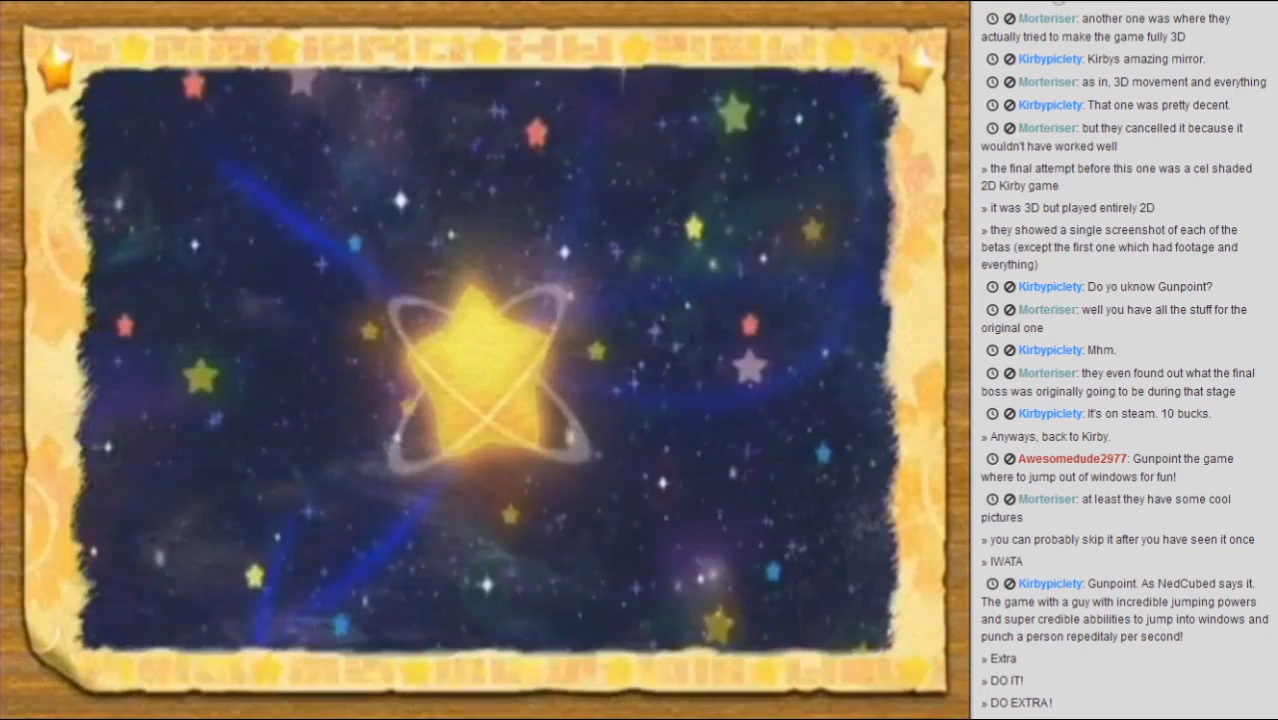 Morteriser: another one was where they
actually tried to make the game fully 3D
Kirbypiclety: Kirbys amazing mirror.
Morteriser: as in, 3D movement and everything
Kirbypiclety: That one was pretty decent.
Morteriser: but they cancelled it because it
wouldn't have worked well
» the final attempt before this one was a cel shaded
2D Kirby game
» it was 3D but played entirely 2D
» they showed a single screenshot of each of the
betas (except the first one which had footage and
everything)
Kirbypiclety: Do yo uknow Gunpoint?
Morteriser: well you have all the stuff for the
original one
Kirbypiclety: Mhm.
Morteriser: they even found out what the final
boss was originally going to be during that stage
Kirbypiclety: It's on steam. 10 bucks.
» Anyways, back to Kirby.
Awesomedude2977: Gunpoint the game
where to jump out of windows for fun!
Morteriser: at least they have some cool
pictures
» you can probably skip it after you have seen it once
» IWATA
Kirbypiclety: Gunpoint. As NedCubed says it.
The game with a guy with incredible jumping powers
and super credible abbilities to jump into windows and
punch a person repeditaly per second!
» Extra
» DO IT!
» DO EXTRA!